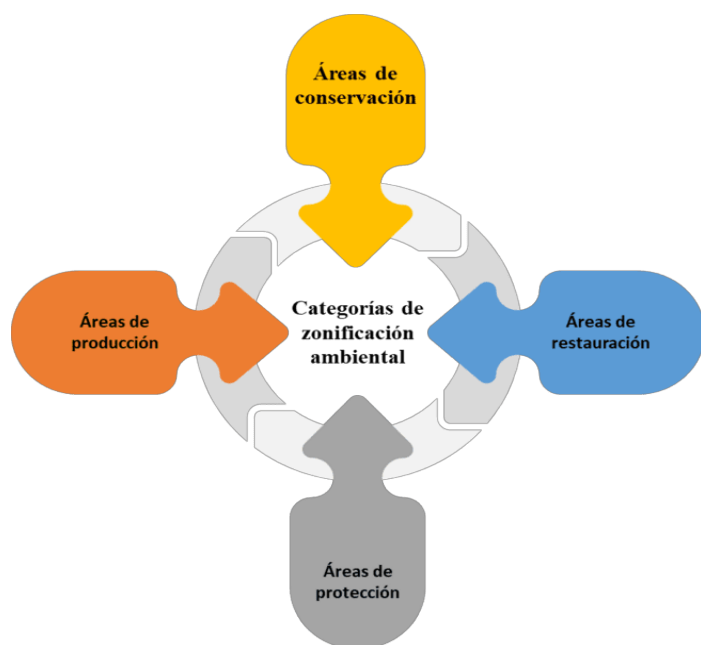 Áreas de
conservación
Categorías de
zonificación
ambiental
Áreas de
producción
Áreas de
restauración
Áreas de
protección